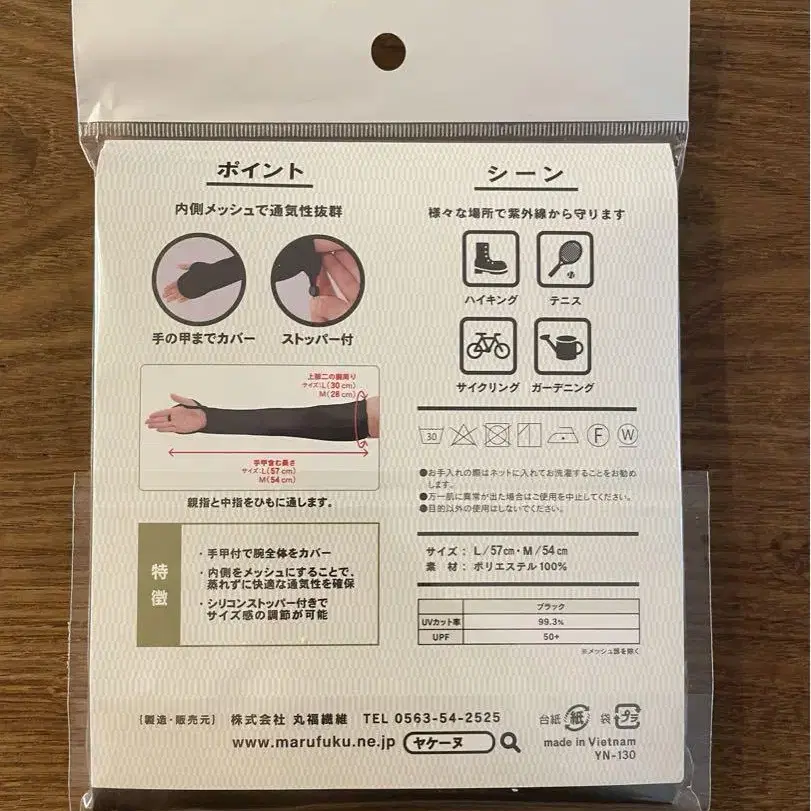 ポイント
内側メッシュで通気性抜群
手の甲までカバー
ストッパー付
上部二の腕周り
サイズ:L(30cm)
M(28cm)
手甲含む長さ
サイズ:L(57cm)
M(54cm)
親指と中指をひもに通します。
特徴
・手甲付で腕全体をカバー
・内側をメッシュにすることで、
蒸れずに快適な通気性を確保
・シリコンストッパー付きで
サイズ感の調節が可能
シーン
様々な場所で紫外線から守ります
ハイキング
テニス
サイクリング
ガーデニング
30 F W
●お手入れの際はネットに入れてお洗濯することをお勧め
します。
●万一肌に異常が出た場合はご使用を中止してください。
●目的以外の使用はしないでください。
サイズ: L/57cm・M/54cm
素 材: ポリエステル100%
ブラック
UVカット率 99.3%
UPF 50+
※メッシュ部を除く
[製造・販売元] 株式会社 丸福繊維 TEL 0563-54-2525
www.marufuku.ne.jp ヤケーヌ
台紙 紙 袋 プラ
made in Vietnam
YN-130